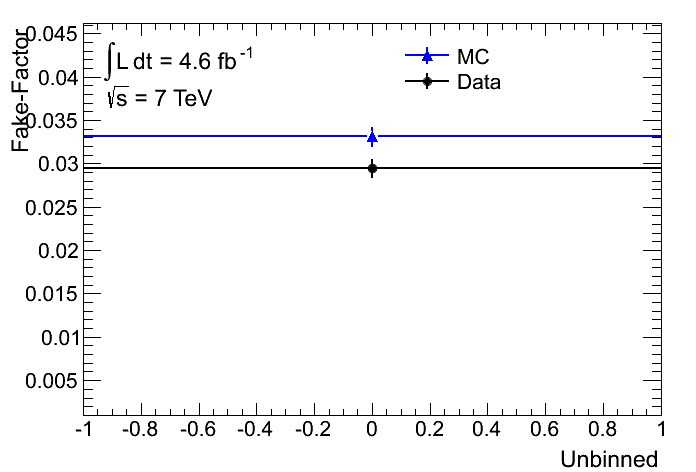 Fake-Factor
∫L dt = 4.6 fb⁻¹
√s = 7 TeV
MC
Data
0.045
0.04
0.035
0.03
0.025
0.02
0.015
0.01
0.005
-1 -0.8 -0.6 -0.4 -0.2 0 0.2 0.4 0.6 0.8 1
Unbinned